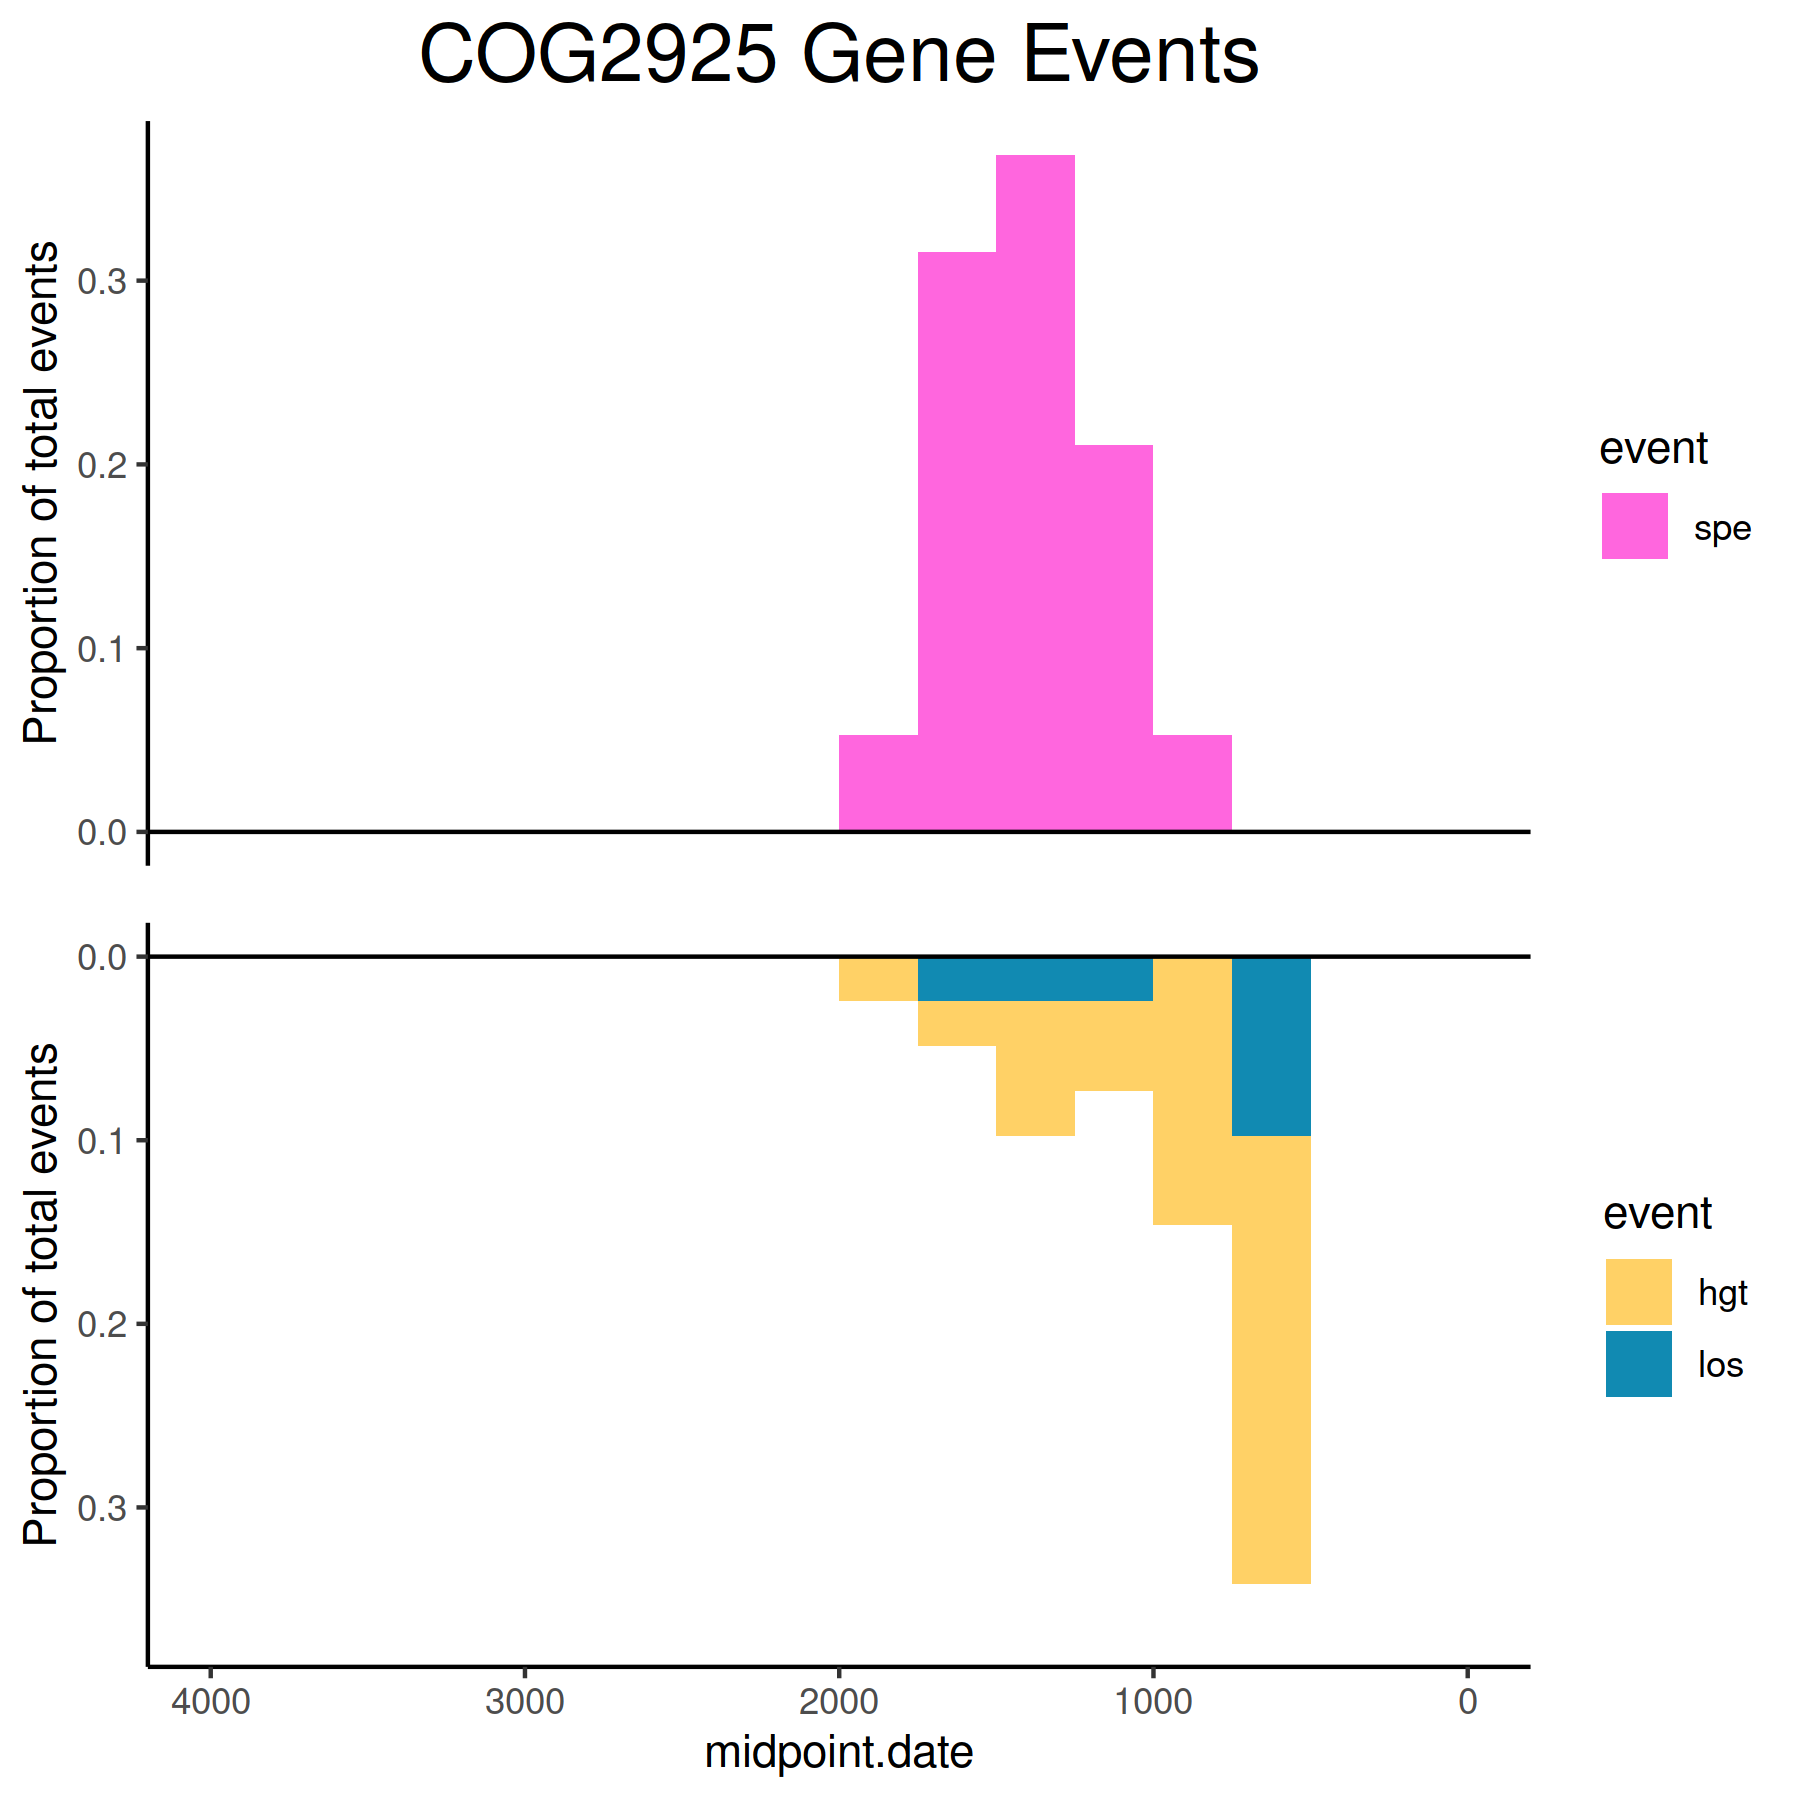 COG2925 Gene Events
Proportion of total events
0.3
0.2
0.1
0.0
event
spe
Proportion of total events
0.0
0.1
0.2
0.3
event
hgt
los
4000 3000 2000 1000 0
midpoint.date